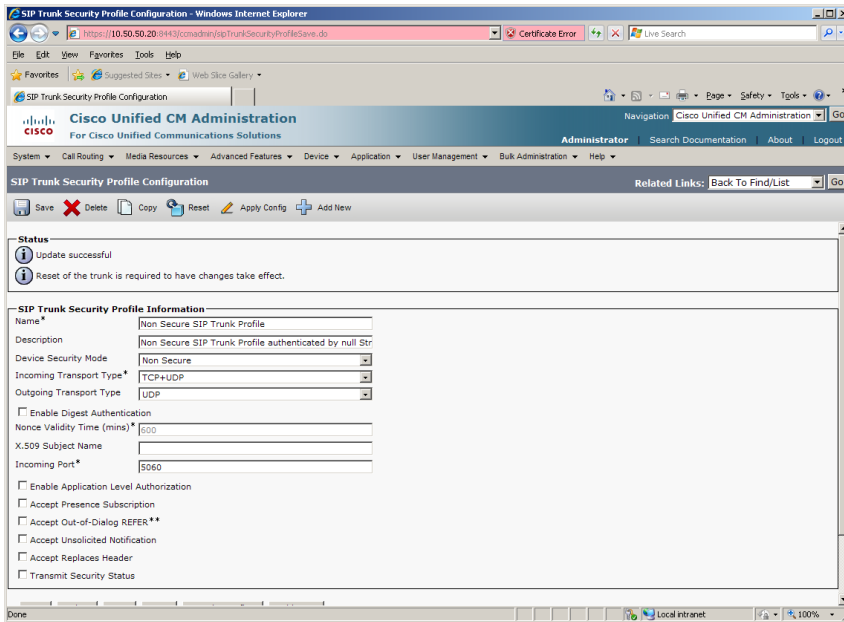 SIP Trunk Security Profile Configuration - Windows Internet Explorer
https://10.50.50.20:8443/ccmadmin/sipTrunkSecurityProfileSave.do
Certificate Error
Live Search
File Edit View Favorites Tools Help
Favorites Suggested Sites Web Slice Gallery
SIP Trunk Security Profile Configuration
Page Safety Tools
Cisco Unified CM Administration
For Cisco Unified Communications Solutions
CISCO
Navigation Cisco Unified CM Administration Go
Administrator | Search Documentation | About | Logout
System Call Routing Media Resources Advanced Features Device Application User Management Bulk Administration Help
SIP Trunk Security Profile Configuration
Related Links: Back To Find/List Go
Save Delete Copy Reset Apply Config Add New
Status
Update successful
Reset of the trunk is required to have changes take effect.
SIP Trunk Security Profile Information
Name* Non Secure SIP Trunk Profile
Description Non Secure SIP Trunk Profile authenticated by null Str
Device Security Mode Non Secure
Incoming Transport Type* TCP+UDP
Outgoing Transport Type UDP
Enable Digest Authentication
Nonce Validity Time (mins)* 600
X.509 Subject Name
Incoming Port* 5060
Enable Application Level Authorization
Accept Presence Subscription
Accept Out-of-Dialog REFER**
Accept Unsolicited Notification
Accept Replaces Header
Transmit Security Status
Done Local intranet 100%